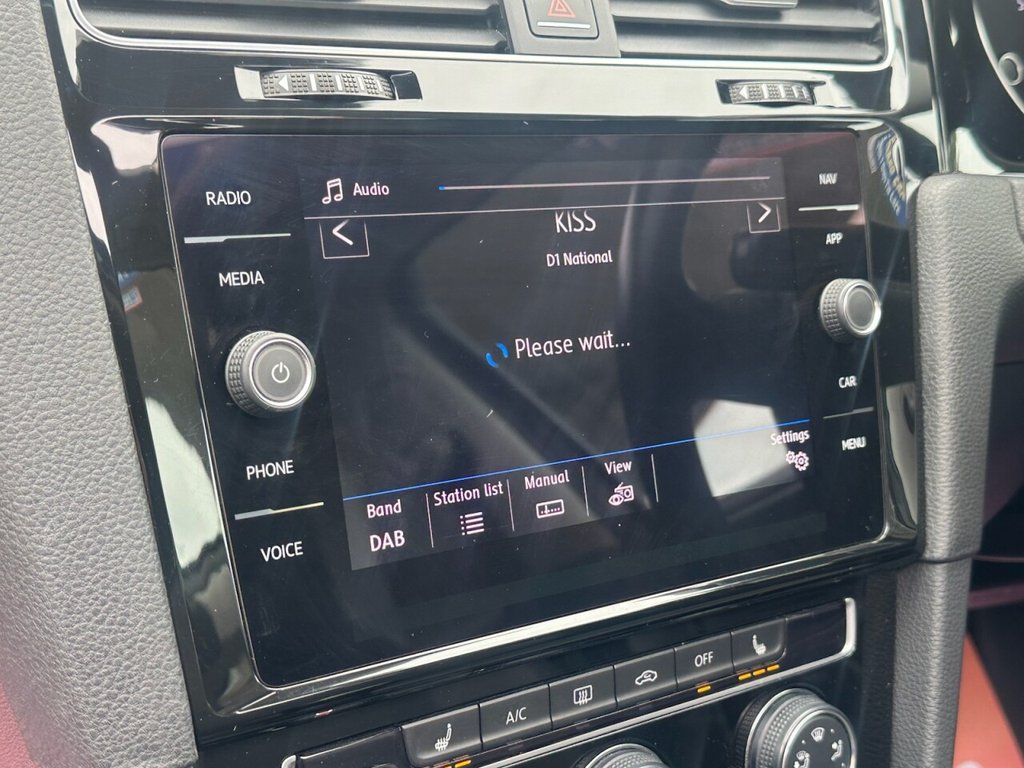 RADIO
MEDIA
PHONE
VOICE
Audio
KISS
D1 National
Please wait...
Band
DAB
Station list
Manual
View
Settings
NAV
APP
CAR
MENU
A/C
OFF